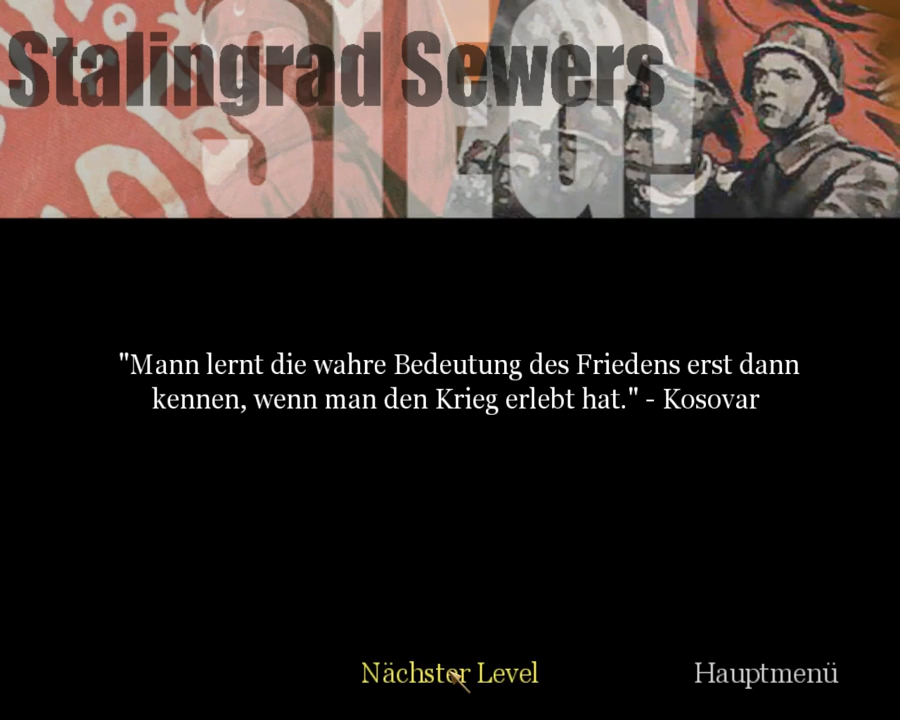 Stalingrad Sewers
"Mann lernt die wahre Bedeutung des Friedens erst dann
kennen, wenn man den Krieg erlebt hat." - Kosovar
Nächster Level
Hauptmenü